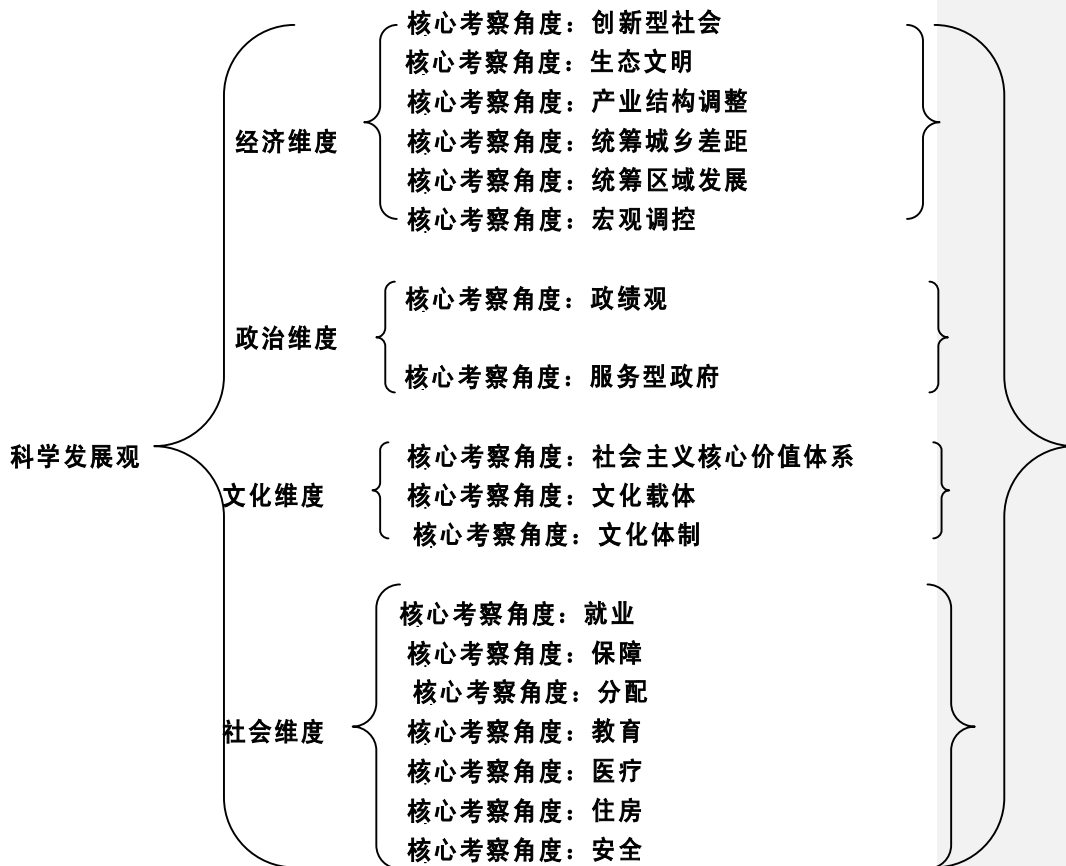 核心考察角度：创新型社会
核心考察角度：生态文明
核心考察角度：产业结构调整
经济维度
核心考察角度：统筹城乡差距
核心考察角度：统筹区域发展
核心考察角度：宏观调控
核心考察角度：政绩观
政治维度
核心考察角度：服务型政府
科学发展观
核心考察角度：社会主义核心价值体系
文化维度
核心考察角度：文化载体
核心考察角度：文化体制
核心考察角度：就业
核心考察角度：保障
核心考察角度：分配
社会维度
核心考察角度：教育
核心考察角度：医疗
核心考察角度：住房
核心考察角度：安全